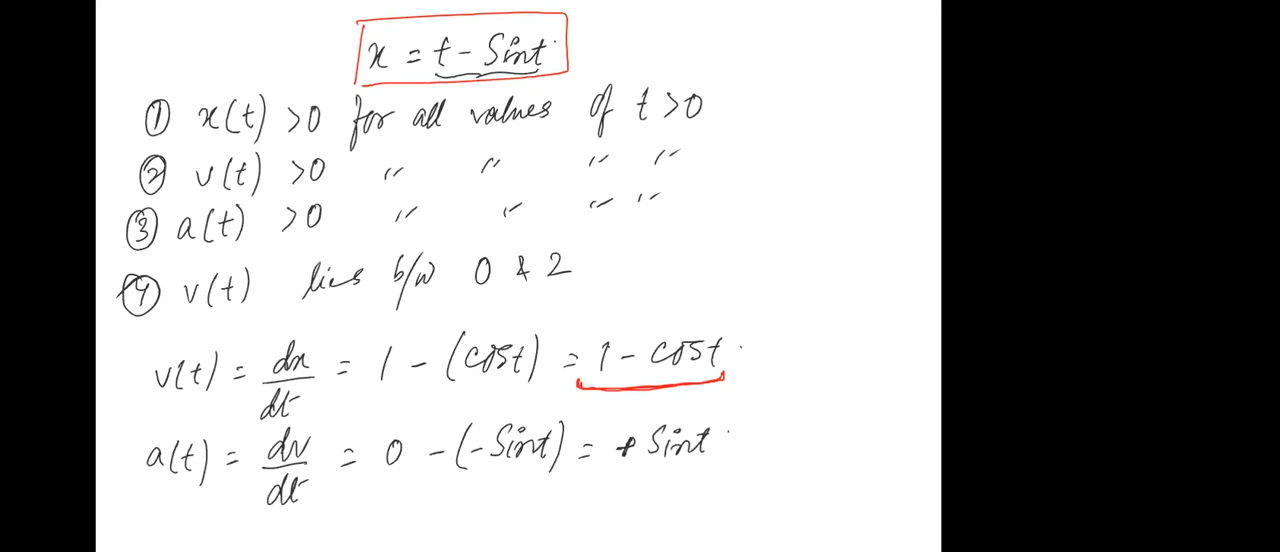 x = t - Sint
① x(t) >0 for all values of t >0
② v(t) >0 " " " "
③ a(t) >0 " " " "
④ v(t) lies b/w 0 & 2
v(t) = dx/dt = 1 - (cost) = 1 - cost
a(t) = dv/dt = 0 - (-Sint) = + Sint